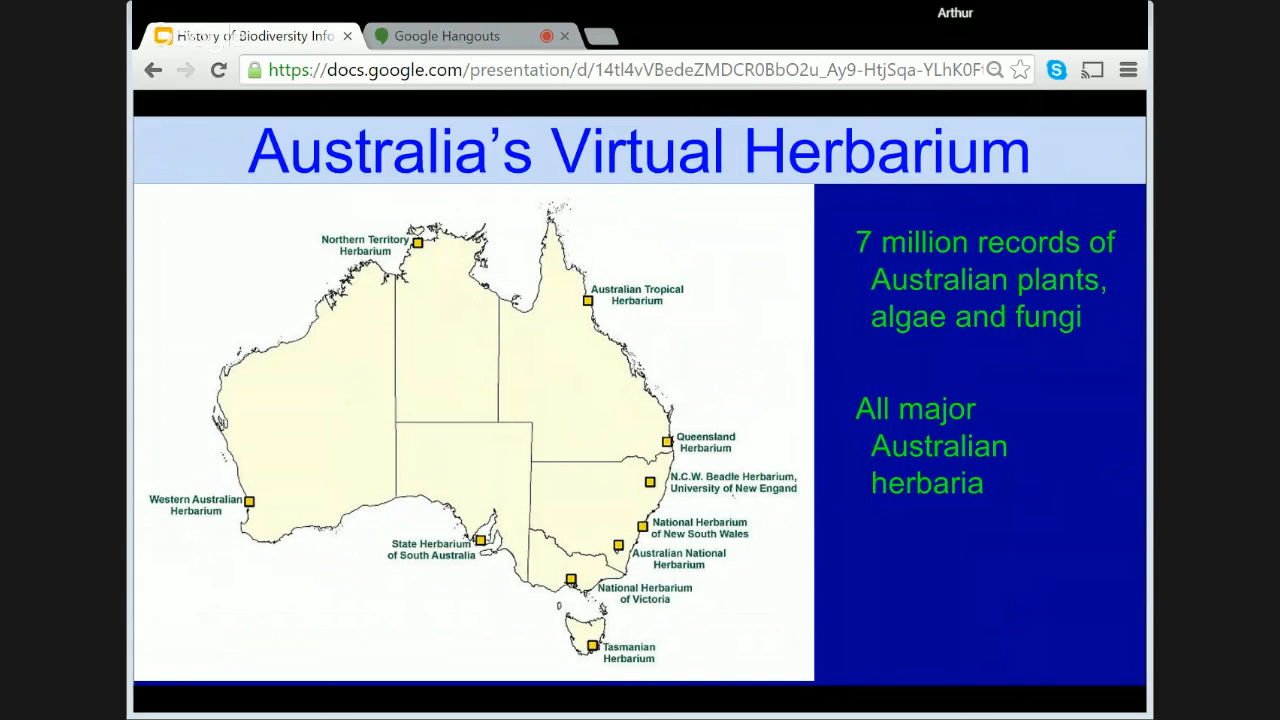 Arthur
History of Biodiversity Info
Google Hangouts
https://docs.google.com/presentation/d/14tl4vVBedeZMDCR0BbO2u_Ay9-HtjSqa-YLhK0F
Australia's Virtual Herbarium
Northern Territory
Herbarium
Australian Tropical
Herbarium
Queensland
Herbarium
N.C.W. Beadle Herbarium,
University of New Engand
Western Australian
Herbarium
National Herbarium
of New South Wales
State Herbarium
of South Australia
Australian National
Herbarium
National Herbarium
of Victoria
Tasmanian
Herbarium
7 million records of
Australian plants,
algae and fungi
All major
Australian
herbaria